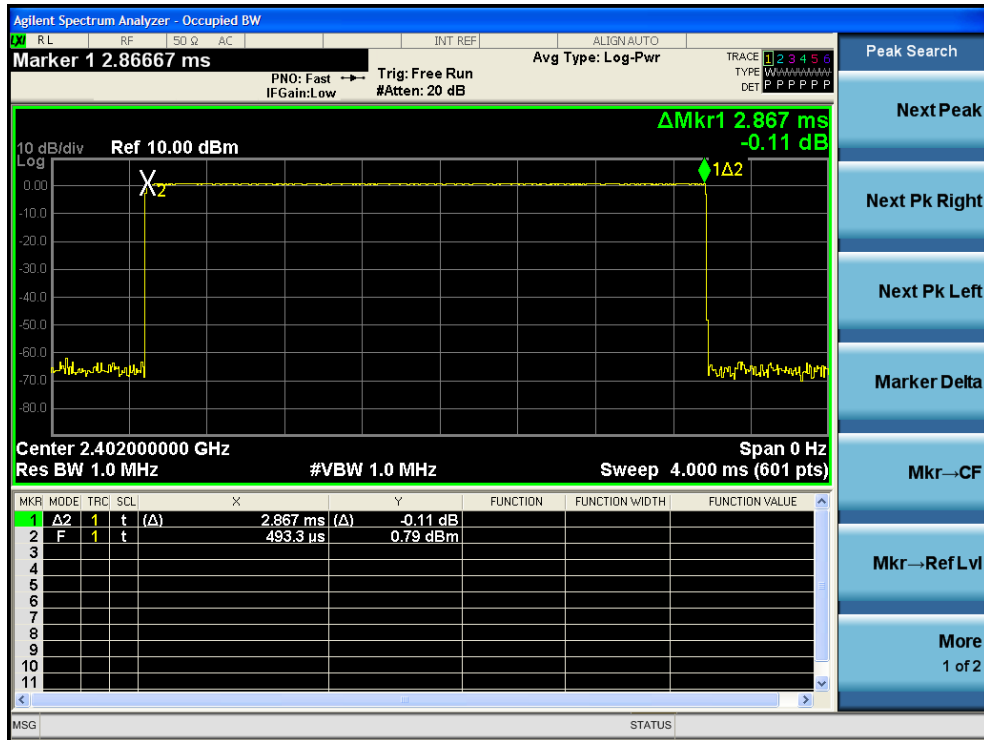 Agilent Spectrum Analyzer - Occupied BW
LXI RL RF 50 Ω AC INT REF ALIGN AUTO
Marker 1 2.86667 ms
PNO: Fast
IFGain:Low
Trig: Free Run
#Atten: 20 dB
Avg Type: Log-Pwr
TRACE 1 2 3 4 5 6
TYPE
DET P P P P P P
ΔMkr1 2.867 ms
-0.11 dB
10 dB/div Ref 10.00 dBm
Log
1Δ2
2
0.00
-10.0
-20.0
-30.0
-40.0
-50.0
-60.0
-70.0
-80.0
Center 2.402000000 GHz Span 0 Hz
Res BW 1.0 MHz #VBW 1.0 MHz Sweep 4.000 ms (601 pts)
MKR MODE TRC SCL X Y FUNCTION FUNCTION WIDTH FUNCTION VALUE
1 Δ2 1 t (Δ) 2.867 ms (Δ) -0.11 dB
2 F 1 t 493.3 µs 0.79 dBm
3
4
5
6
7
8
9
10
11
MSG STATUS
Peak Search
Next Peak
Next Pk Right
Next Pk Left
Marker Delta
Mkr→CF
Mkr→Ref Lvl
More
1 of 2